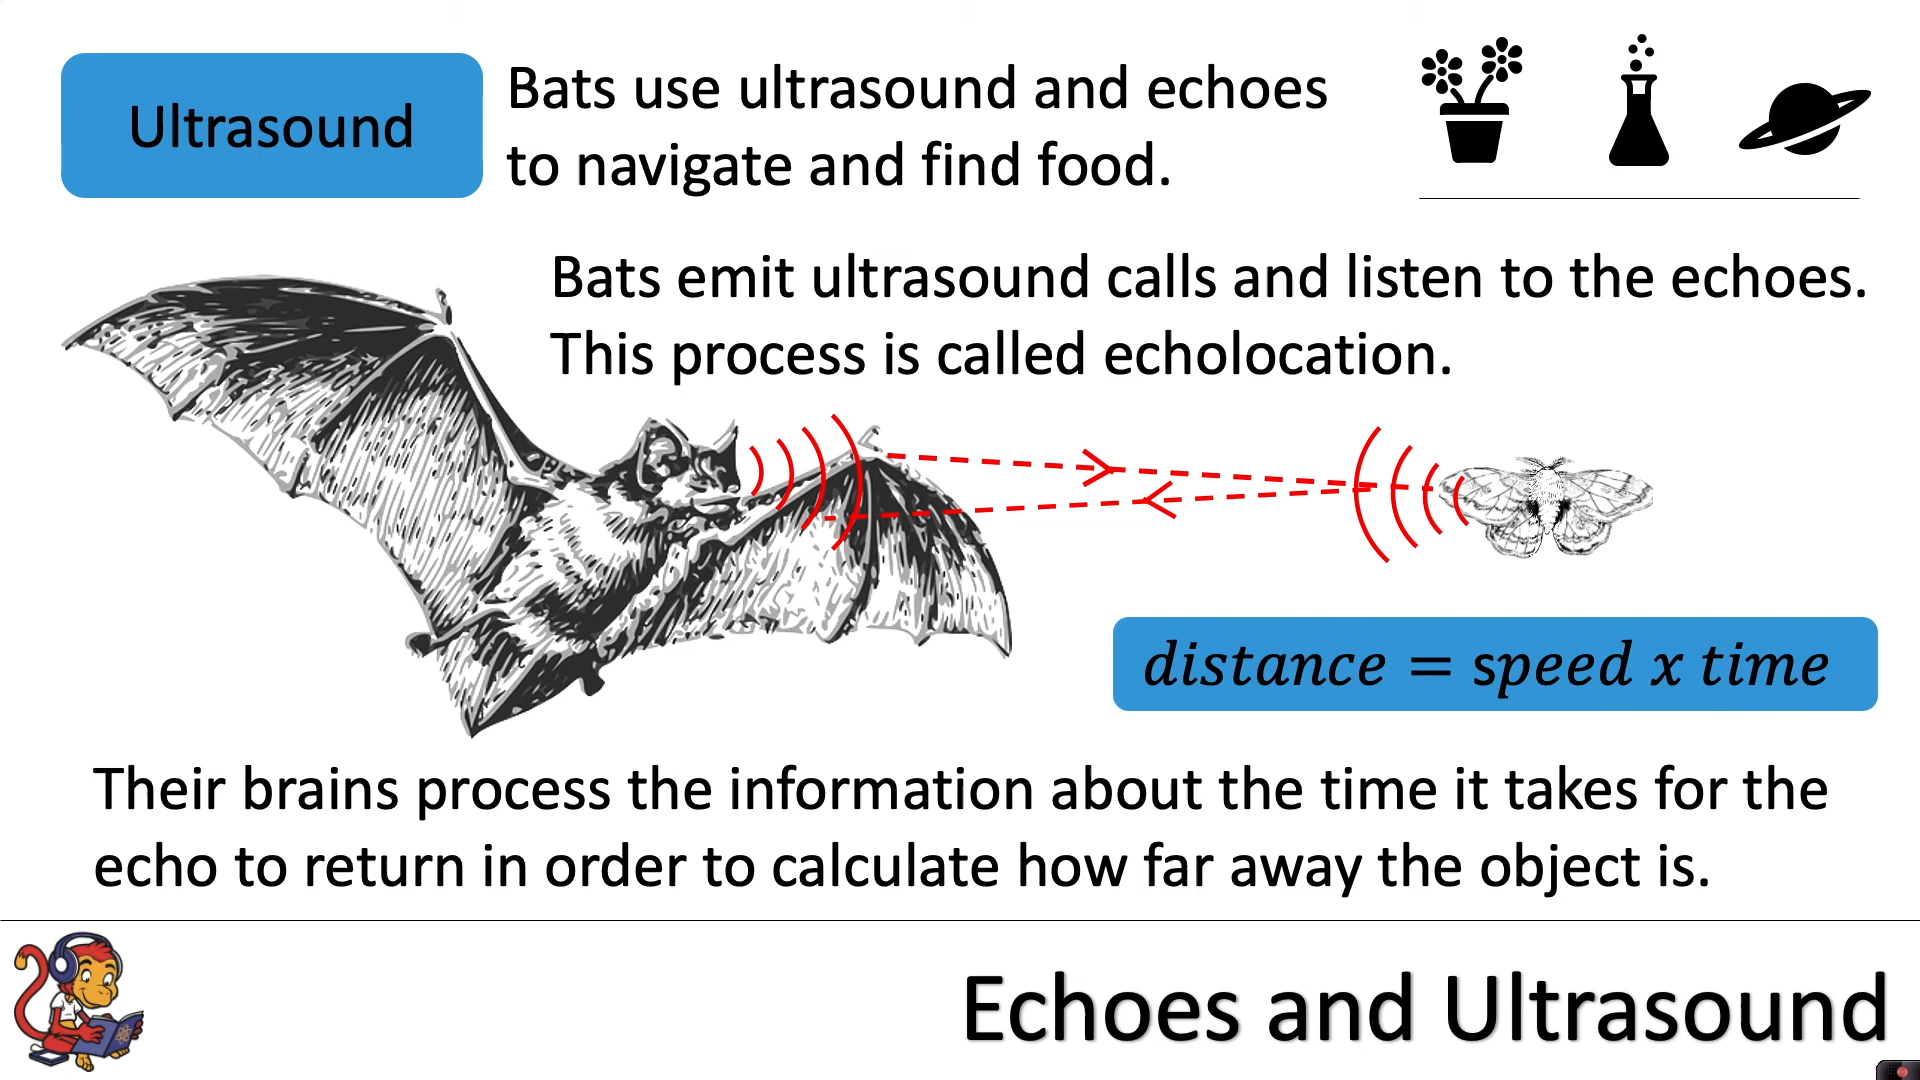 Ultrasound
Bats use ultrasound and echoes
to navigate and find food.
Bats emit ultrasound calls and listen to the echoes.
This process is called echolocation.
distance = speed x time
Their brains process the information about the time it takes for the
echo to return in order to calculate how far away the object is.
Echoes and Ultrasound